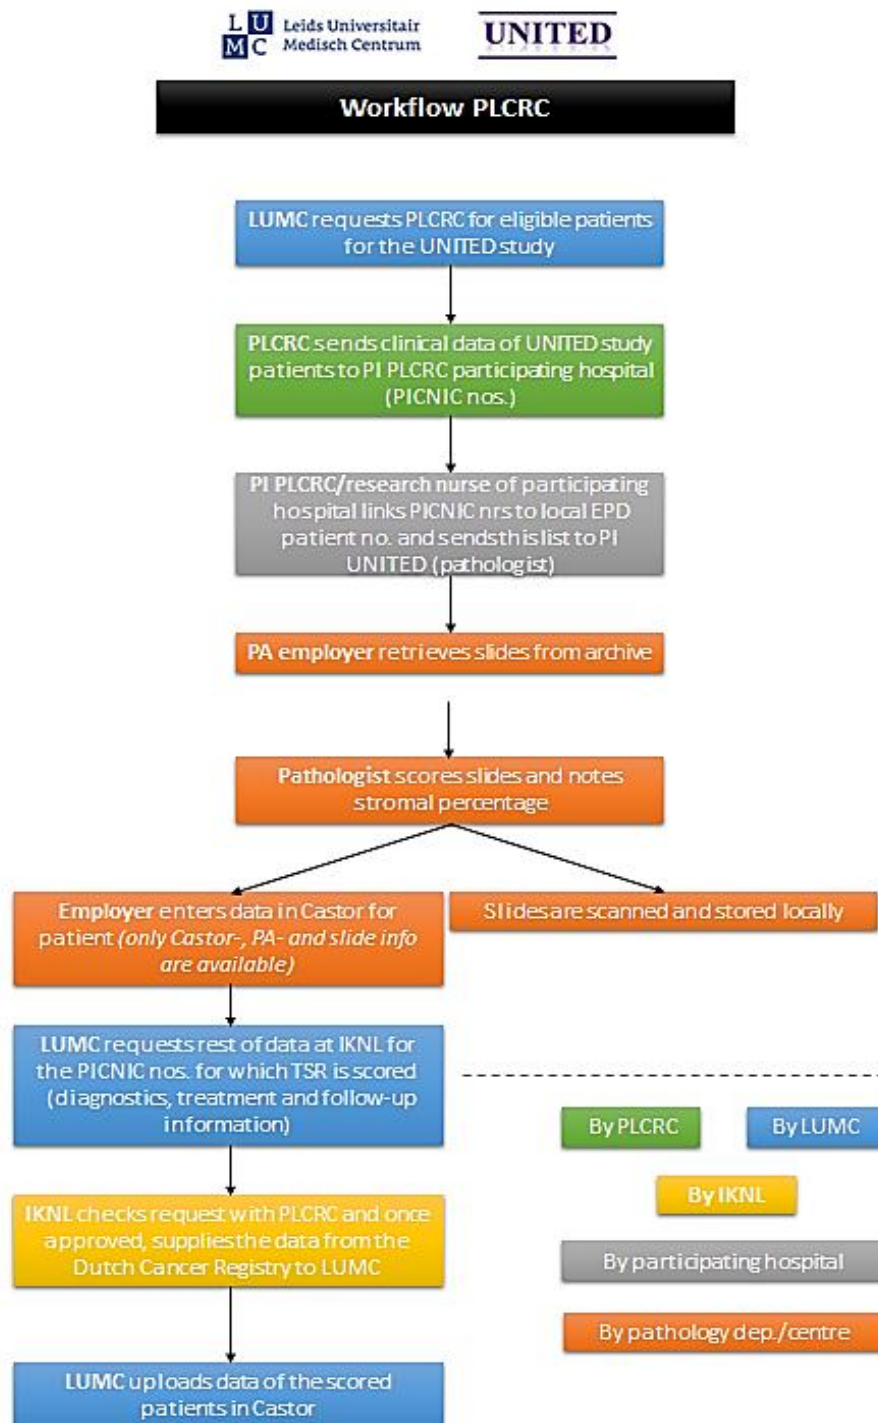 LUMC Leids Universitair
Medisch Centrum
UNITED
Workflow PLCRC
LUMC requests PLCRC for eligible patients
for the UNITED study
PLCRC sends clinical data of UNITED study
patients to PI PLCRC participating hospital
(PICNIC nos.)
PI PLCRC/research nurse of participating
hospital links PICNIC nrs to local EPD
patient no. and sends this list to PI
UNITED (pathologist)
PA employer retrieves slides from archive
Pathologist scores slides and notes
stromal percentage
Employer enters data in Castor for
patient (only Castor-, PA- and slide info
are available)
Slides are scanned and stored locally
LUMC requests rest of data at IKNL for
the PICNIC nos. for which TSR is scored
(diagnostics, treatment and follow-up
information)
IKNL checks request with PLCRC and once
approved, supplies the data from the
Dutch Cancer Registry to LUMC
LUMC uploads data of the scored
patients in Castor
By PLCRC
By LUMC
By IKNL
By participating hospital
By pathology dep./centre